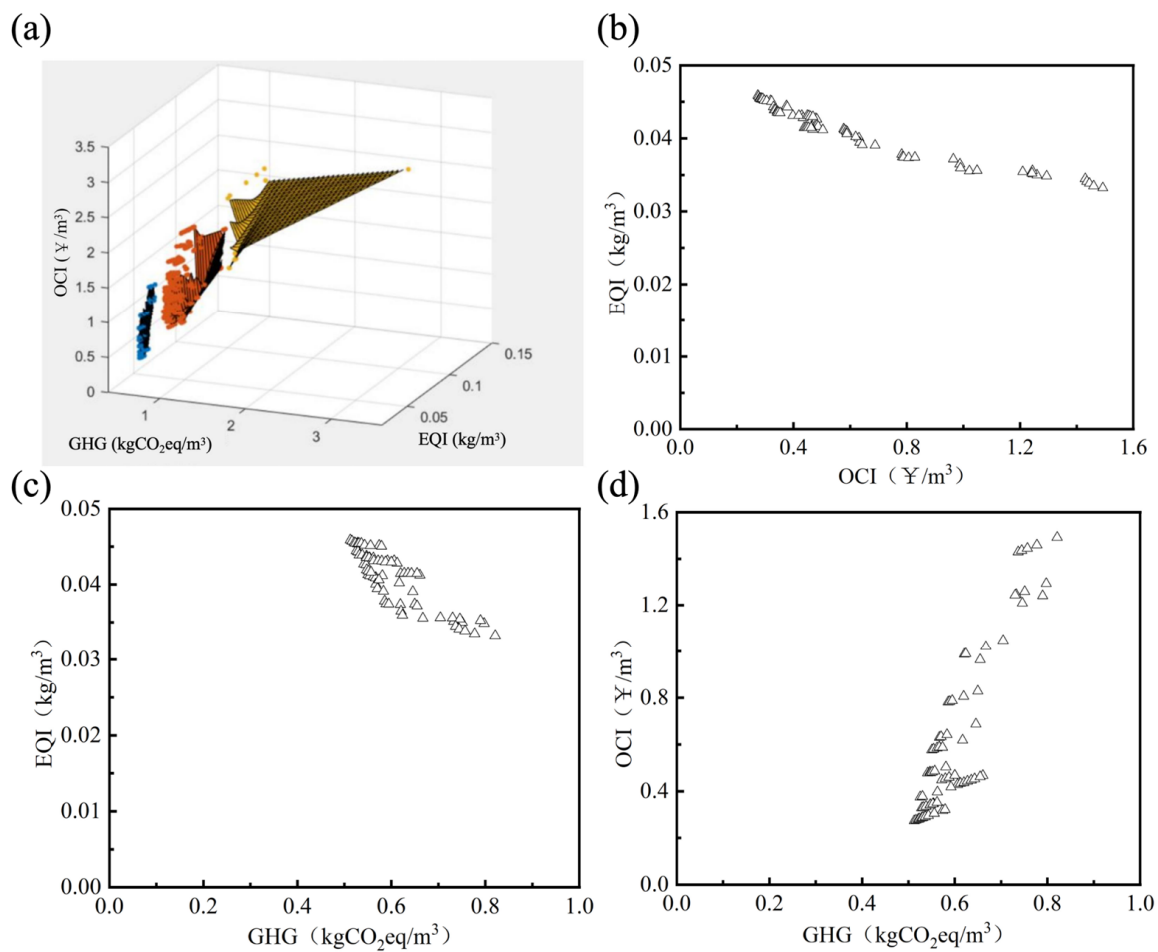 (a)
3.5
3
2.5
2
1.5
1
0.5
0
OCI (¥/m³)
1
2
3
GHG (kgCO₂eq/m³)
0.05
0.1
0.15
EQI (kg/m³)
(b)
0.05
0.04
0.03
0.02
0.01
0.00
EQI（kg/m³）
0.0 0.4 0.8 1.2 1.6
OCI（¥/m³）
(c)
0.05
0.04
0.03
0.02
0.01
0.00
EQI（kg/m³）
0.0 0.2 0.4 0.6 0.8 1.0
GHG（kgCO₂eq/m³）
(d)
1.6
1.2
0.8
0.4
0.0
OCI（¥/m³）
0.0 0.2 0.4 0.6 0.8 1.0
GHG（kgCO₂eq/m³）